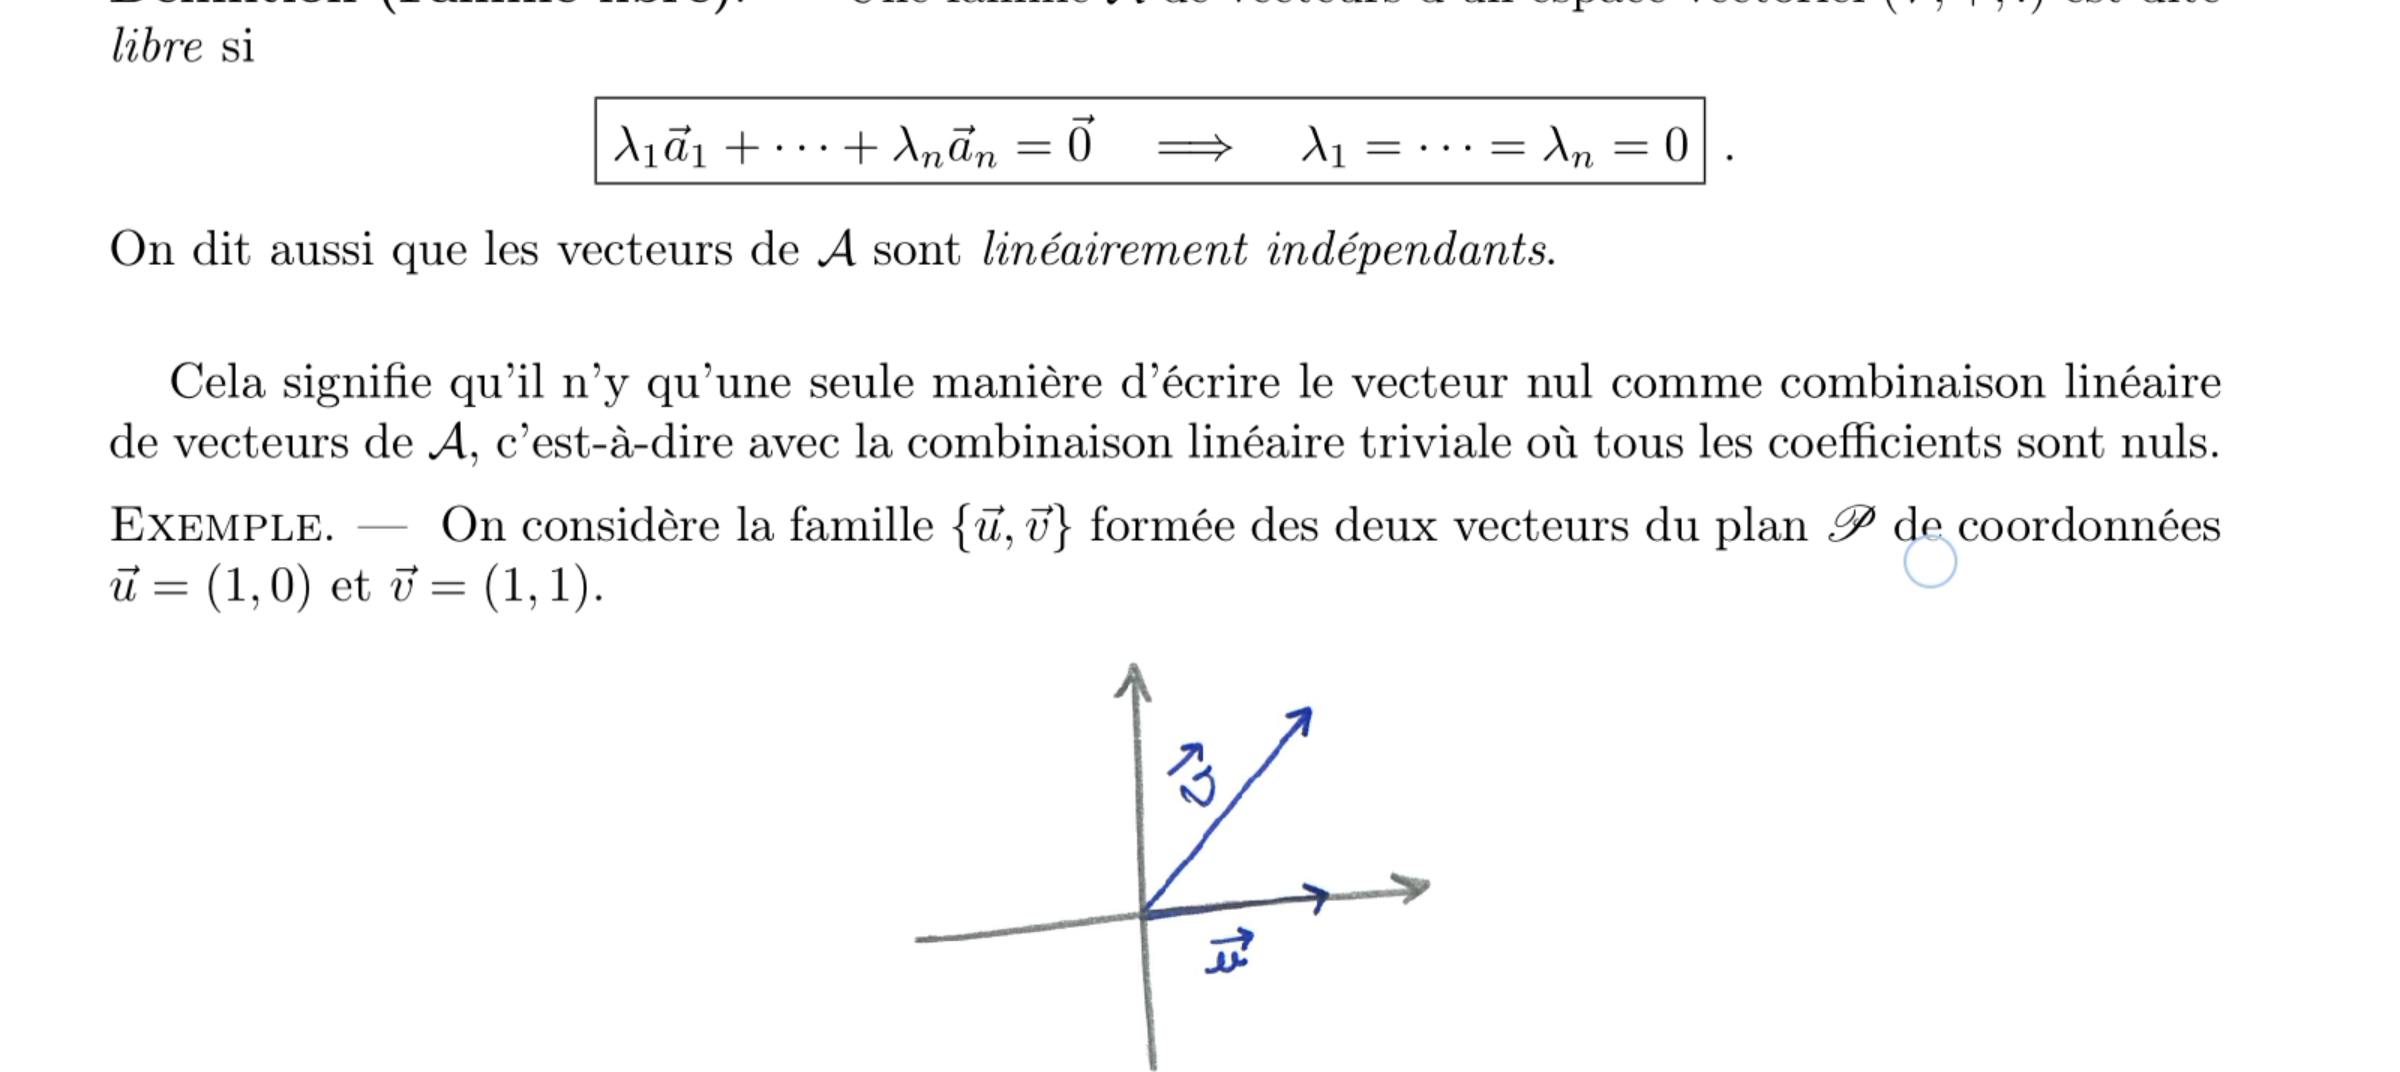 libre si
λ₁a⃗₁ + ··· + λₙa⃗ₙ = 0⃗ ⟹ λ₁ = ··· = λₙ = 0 .
On dit aussi que les vecteurs de 𝒜 sont linéairement indépendants.
Cela signifie qu'il n'y qu'une seule manière d'écrire le vecteur nul comme combinaison linéaire
de vecteurs de 𝒜, c'est-à-dire avec la combinaison linéaire triviale où tous les coefficients sont nuls.
EXEMPLE. — On considère la famille {u⃗, v⃗} formée des deux vecteurs du plan 𝒫 de coordonnées
u⃗ = (1, 0) et v⃗ = (1, 1).
v⃗
u⃗